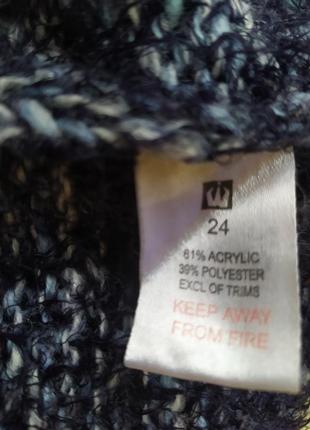 24
61% ACRYLIC
39% POLYESTER
EXCL OF TRIMS
KEEP AWAY
FROM FIRE